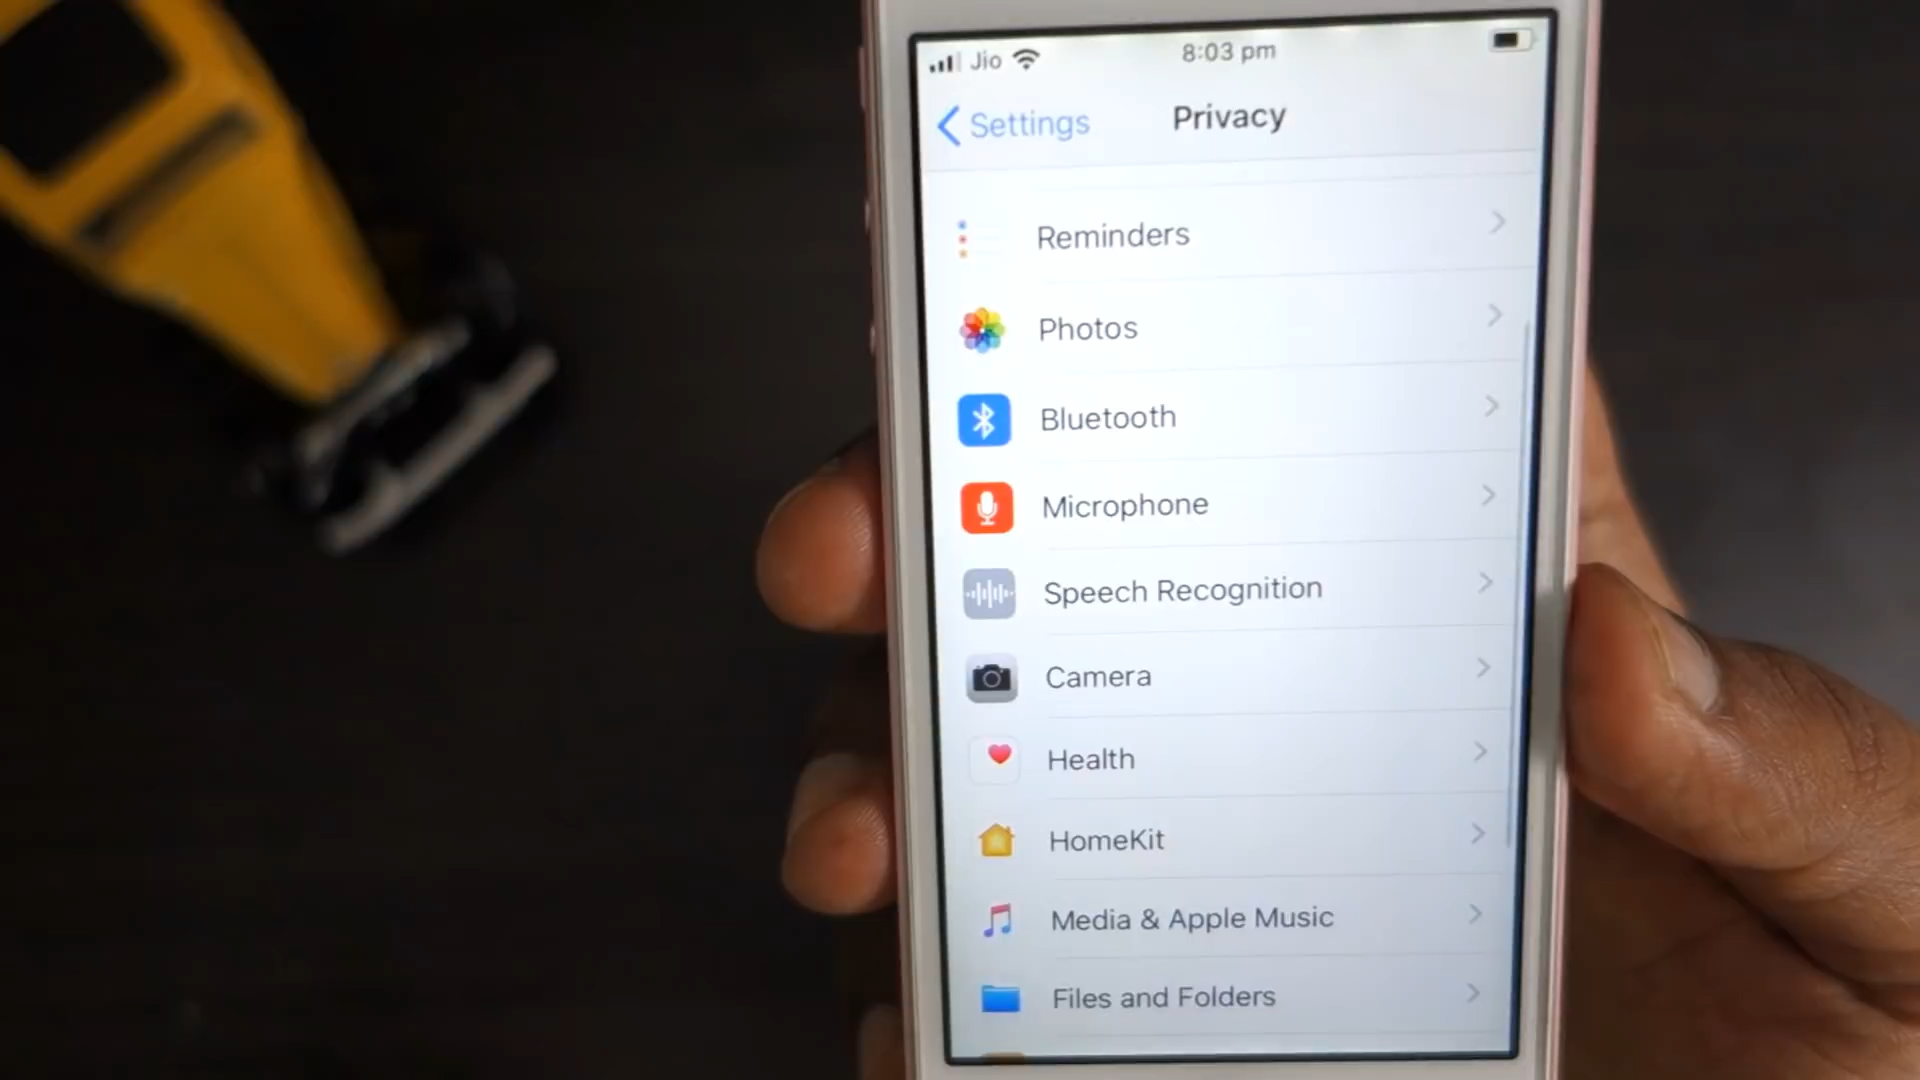 Jio 8:03 pm
Settings Privacy
Reminders
Photos
Bluetooth
Microphone
Speech Recognition
Camera
Health
HomeKit
Media & Apple Music
Files and Folders